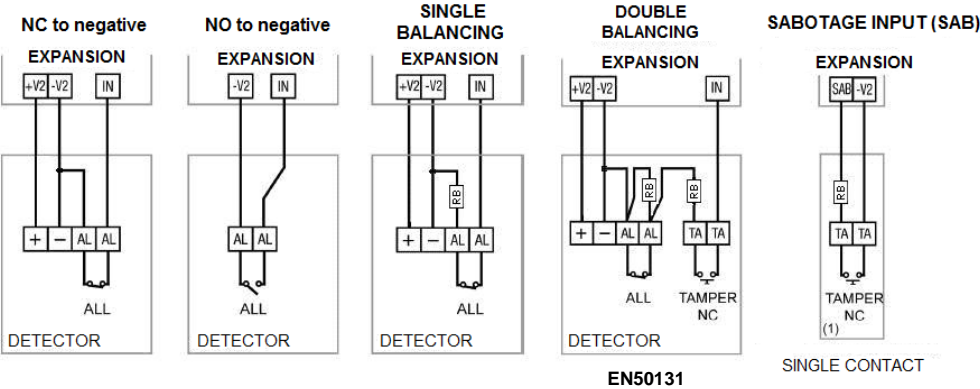 NC to negative
EXPANSION
+V2 -V2 IN
+ - AL AL
ALL
DETECTOR
NO to negative
EXPANSION
-V2 IN
AL AL
ALL
DETECTOR
SINGLE
BALANCING
EXPANSION
+V2 -V2 IN
RB
+ - AL AL
ALL
DETECTOR
DOUBLE
BALANCING
EXPANSION
+V2 -V2 IN
RB RB
+ - AL AL TA TA
ALL TAMPER
NC
DETECTOR
EN50131
SABOTAGE INPUT (SAB)
EXPANSION
SAB -V2
RB
TA TA
TAMPER
NC
(1)
SINGLE CONTACT